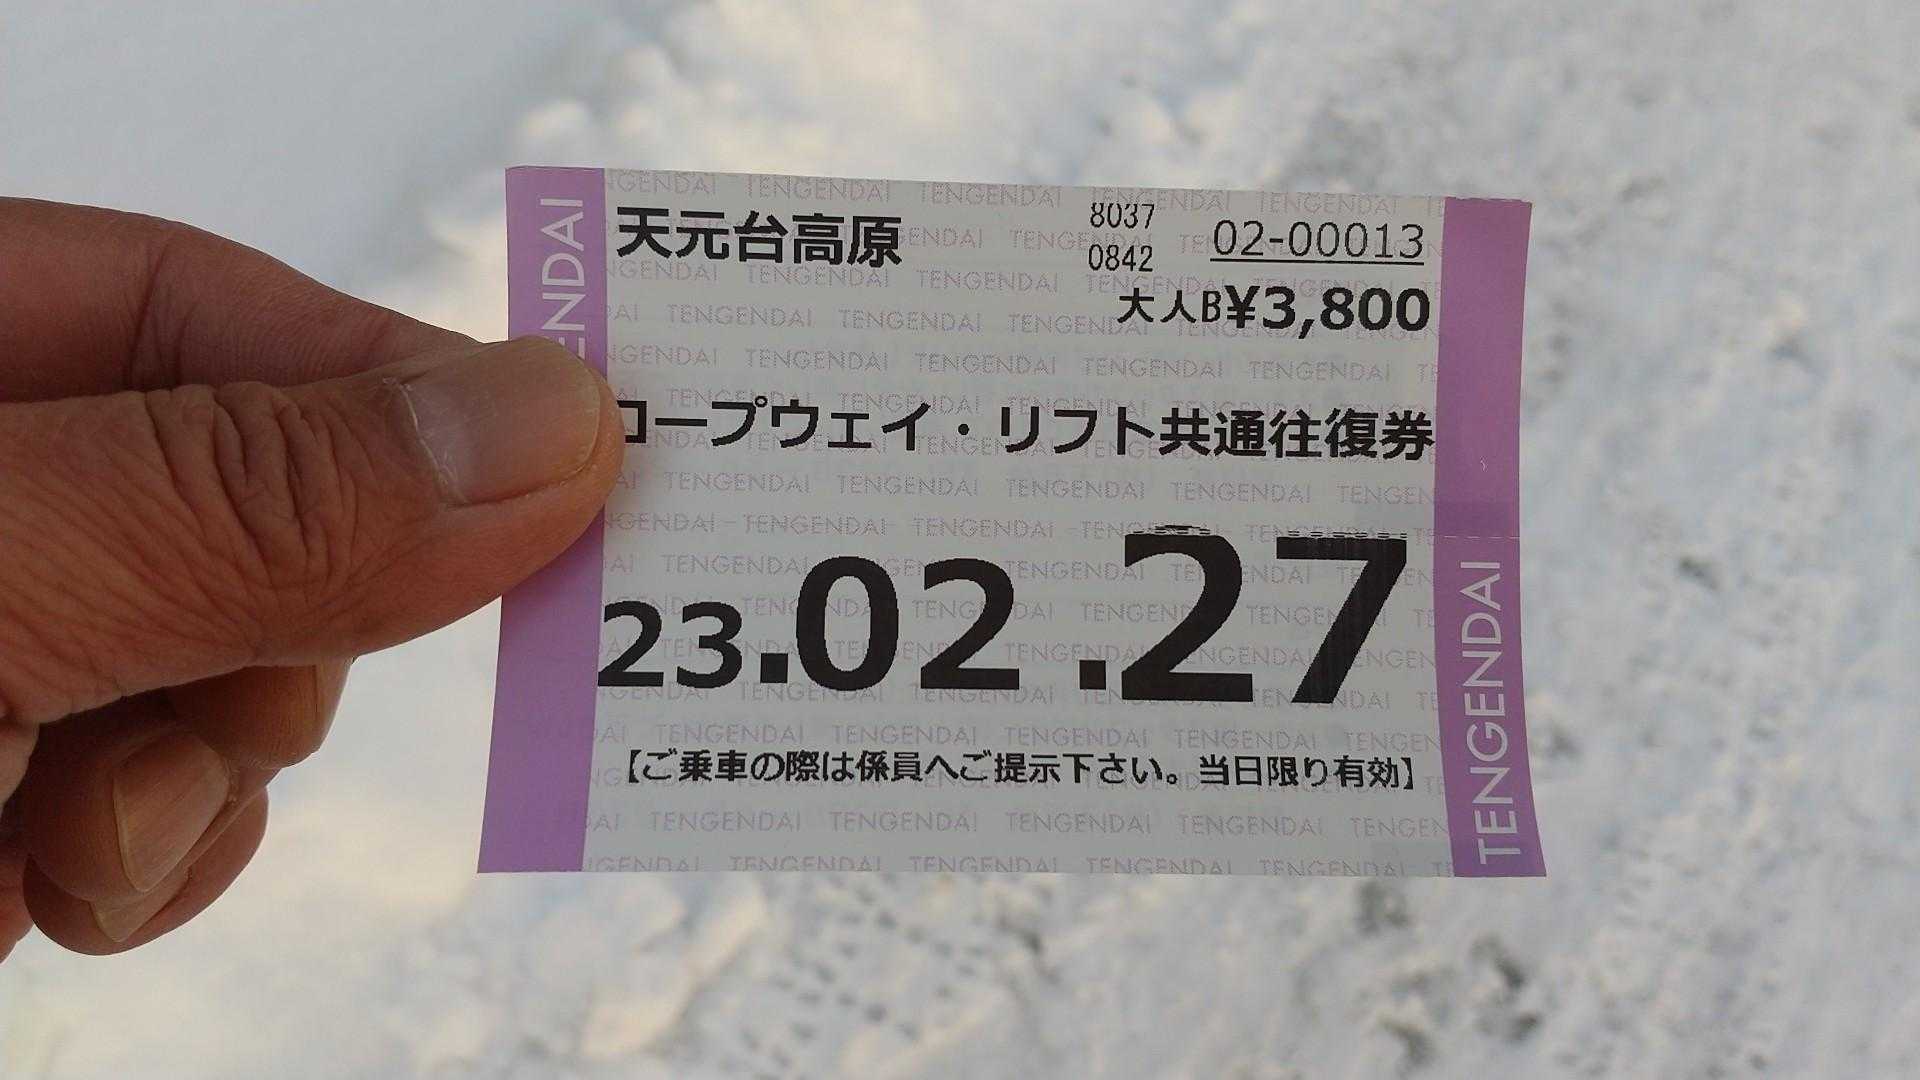 天元台高原
8037
0842
02-00013
大人B¥3,800
ロープウェイ・リフト共通往復券
23.02.27
【ご乗車の際は係員へご提示下さい。当日限り有効】
TENGENDAI
ENDAI